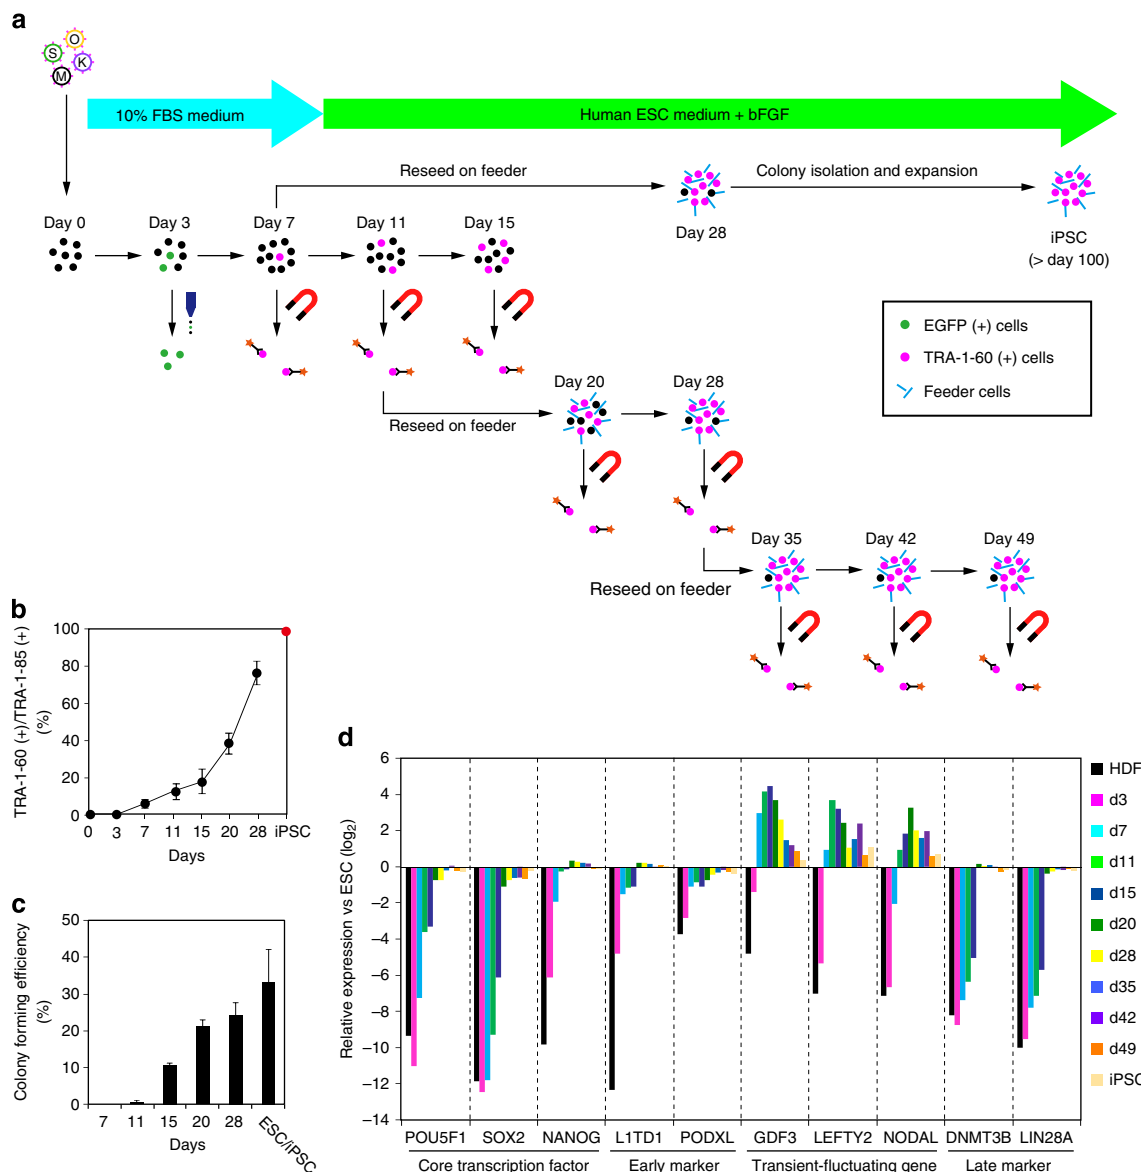 a
O
S
K
M
10% FBS medium
Human ESC medium + bFGF
Reseed on feeder
Colony isolation and expansion
Day 0
Day 3
Day 7
Day 11
Day 15
Day 28
iPSC
(> day 100)
EGFP (+) cells
TRA-1-60 (+) cells
Feeder cells
Reseed on feeder
Day 20
Day 28
Reseed on feeder
Day 35
Day 42
Day 49
b
TRA-1-60 (+)/TRA-1-85 (+)
(%)
100
80
60
40
20
0
0 3 7 11 15 20 28 iPSC
Days
c
Colony forming efficiency
(%)
50
40
30
20
10
0
7 11 15 20 28 ESC/iPSC
Days
d
Relative expression vs ESC (log2)
6
4
2
0
−2
−4
−6
−8
−10
−12
−14
POU5F1 SOX2 NANOG L1TD1 PODXL GDF3 LEFTY2 NODAL DNMT3B LIN28A
Core transcription factor Early marker Transient-fluctuating gene Late marker
HDF
d3
d7
d11
d15
d20
d28
d35
d42
d49
iPSC